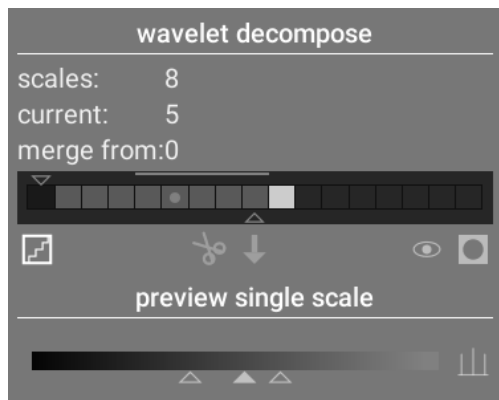 wavelet decompose
scales: 8
current: 5
merge from:0
preview single scale